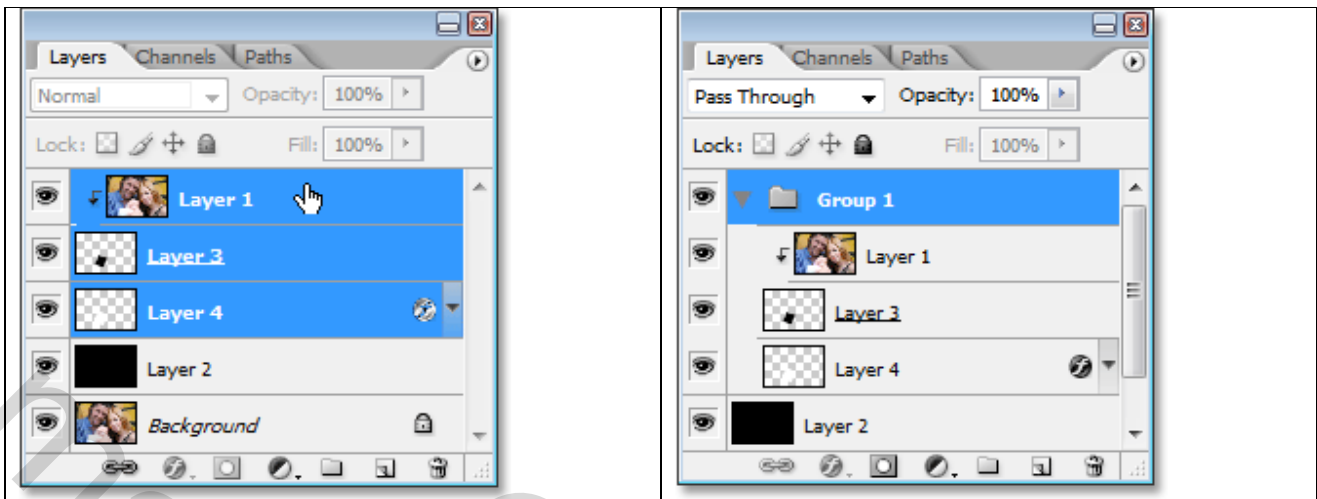 Layers Channels Paths
Normal Opacity: 100%
Lock: Fill: 100%
Layer 1
Layer 3
Layer 4
Layer 2
Background
Layers Channels Paths
Pass Through Opacity: 100%
Lock: Fill: 100%
Group 1
Layer 1
Layer 3
Layer 4
Layer 2